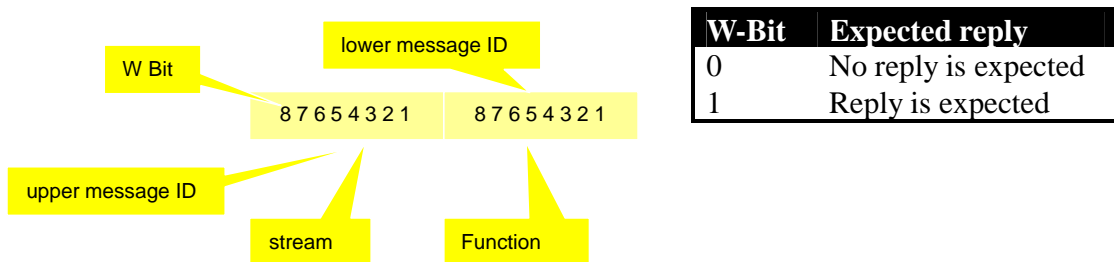 lower message ID
W Bit
8 7 6 5 4 3 2 1 8 7 6 5 4 3 2 1
upper message ID
stream Function
W-Bit Expected reply
0 No reply is expected
1 Reply is expected